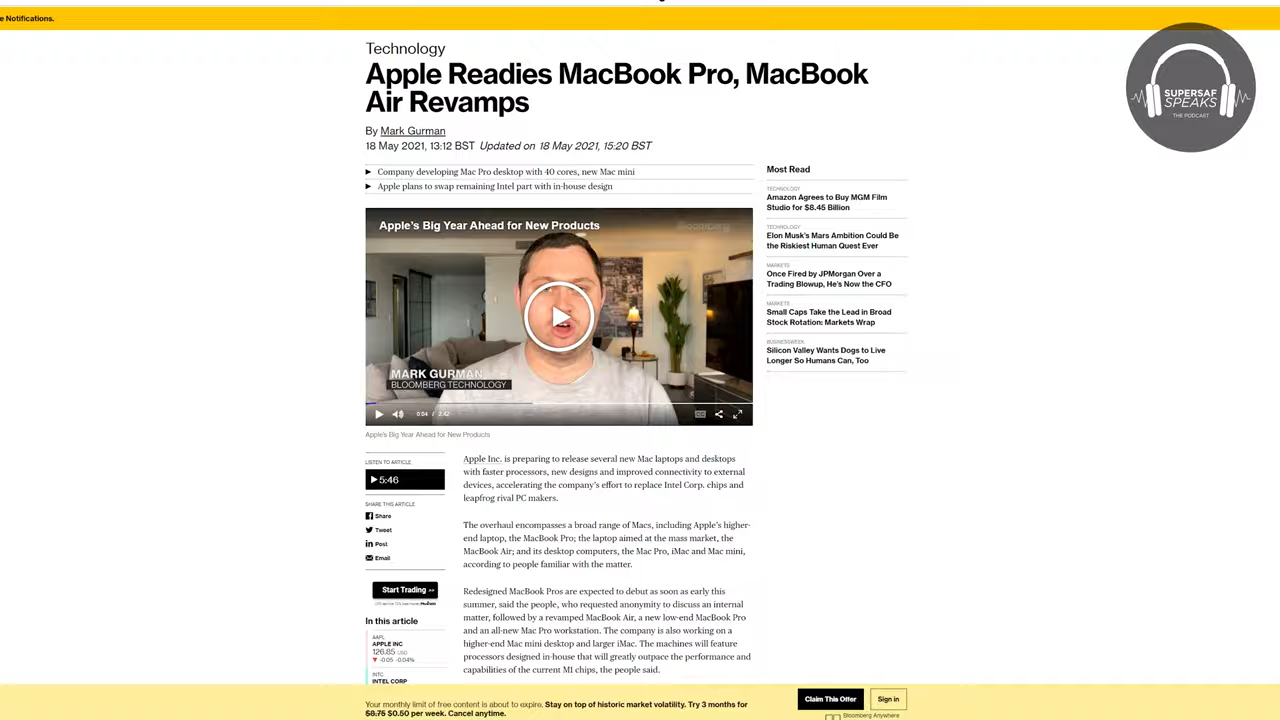 e Notifications.
SUPERSAF
SPEAKS
THE PODCAST
Technology
Apple Readies MacBook Pro, MacBook
Air Revamps
By Mark Gurman
18 May 2021, 13:12 BST Updated on 18 May 2021, 15:20 BST
Company developing Mac Pro desktop with 40 cores, new Mac mini
Apple plans to swap remaining Intel part with in-house design
Apple's Big Year Ahead for New Products
Bloomberg
MARK GURMAN
BLOOMBERG TECHNOLOGY
0:54 / 2:42
CC
Apple's Big Year Ahead for New Products
Most Read
TECHNOLOGY
Amazon Agrees to Buy MGM Film
Studio for $8.45 Billion
TECHNOLOGY
Elon Musk's Mars Ambition Could Be
the Riskiest Human Quest Ever
MARKETS
Once Fired by JPMorgan Over a
Trading Blowup, He's Now the CFO
MARKETS
Small Caps Take the Lead in Broad
Stock Rotation: Markets Wrap
BUSINESSWEEK
Silicon Valley Wants Dogs to Live
Longer So Humans Can, Too
LISTEN TO ARTICLE
5:46
SHARE THIS ARTICLE
Share
Tweet
Post
Email
Start Trading >>
In this article
AAPL
APPLE INC
126.85 USD
▼ -0.05 -0.04%
INTC
INTEL CORP
Apple Inc. is preparing to release several new Mac laptops and desktops
with faster processors, new designs and improved connectivity to external
devices, accelerating the company's effort to replace Intel Corp. chips and
leapfrog rival PC makers.
The overhaul encompasses a broad range of Macs, including Apple's higher-
end laptop, the MacBook Pro; the laptop aimed at the mass market, the
MacBook Air; and its desktop computers, the Mac Pro, iMac and Mac mini,
according to people familiar with the matter.
Redesigned MacBook Pros are expected to debut as soon as early this
summer, said the people, who requested anonymity to discuss an internal
matter, followed by a revamped MacBook Air, a new low-end MacBook Pro
and an all-new Mac Pro workstation. The company is also working on a
higher-end Mac mini desktop and larger iMac. The machines will feature
processors designed in-house that will greatly outpace the performance and
capabilities of the current M1 chips, the people said.
Your monthly limit of free content is about to expire. Stay on top of historic market volatility. Try 3 months for
$8.75 $0.50 per week. Cancel anytime.
Claim This Offer
Sign in
Bloomberg Anywhere